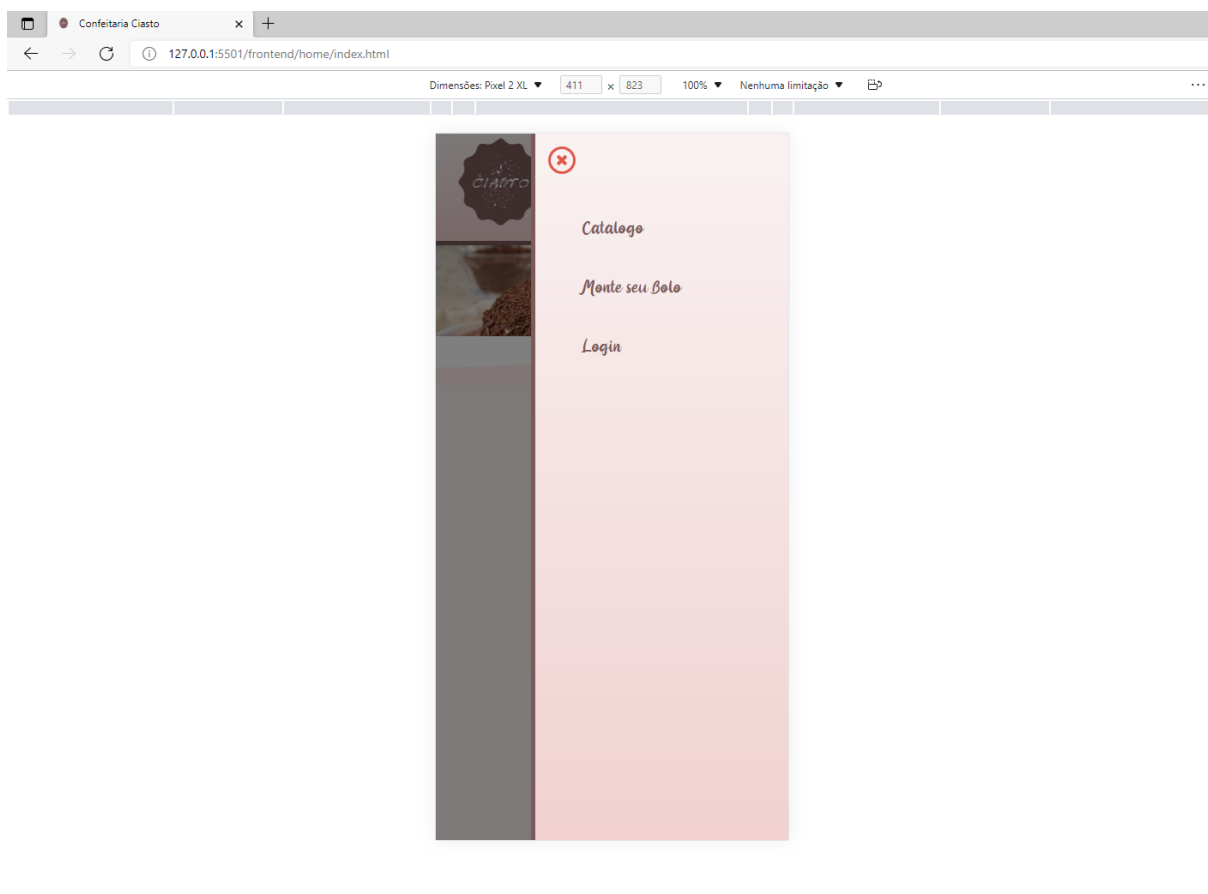 Confeitaria Ciasto
127.0.0.1:5501/frontend/home/index.html
Dimensões: Pixel 2 XL ▼ 411 x 823 100% ▼ Nenhuma limitação ▼
CIASTO
Catalogo
Monte seu Bolo
Login